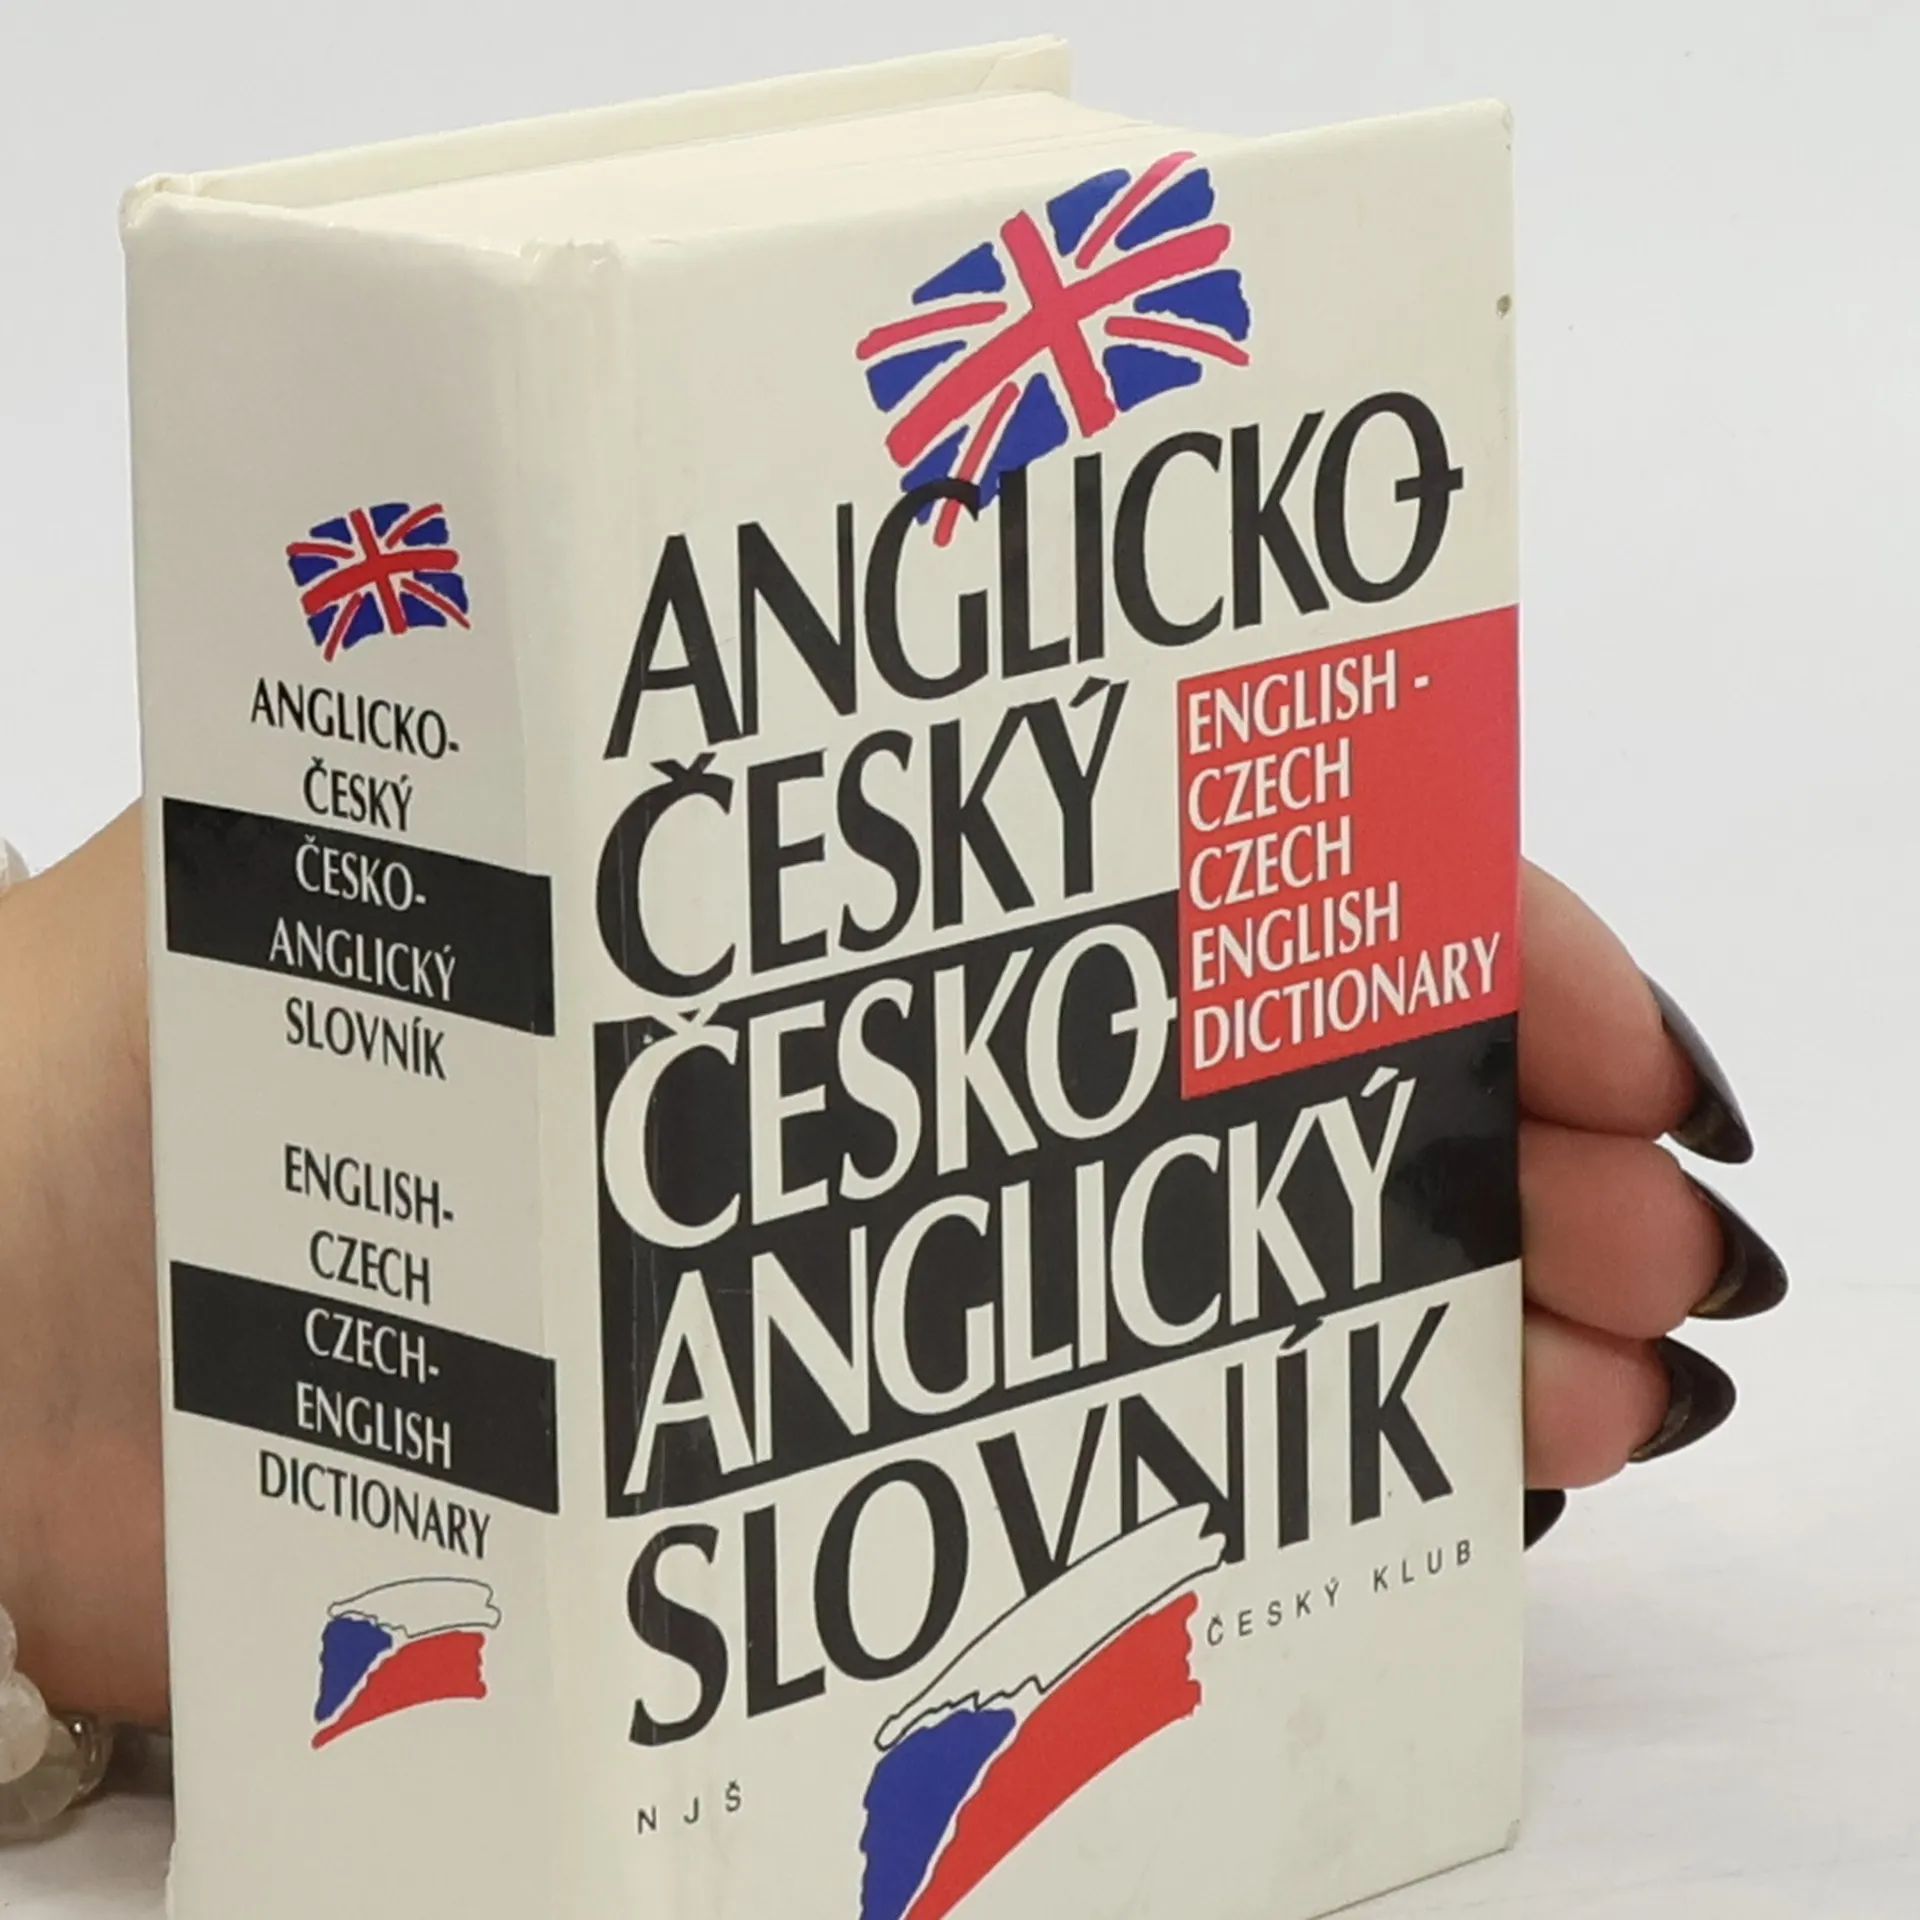 ANGLICKO-
ČESKÝ
ČESKO-
ANGLICKÝ
SLOVNÍK
ENGLISH-
CZECH
CZECH-
ENGLISH
DICTIONARY
ANGLICKO-
ČESKÝ
ENGLISH -
CZECH
CZECH
ENGLISH
DICTIONARY
ČESKO-
ANGLICKÝ
SLOVNÍK
ČESKÝ KLUB
NJŠ